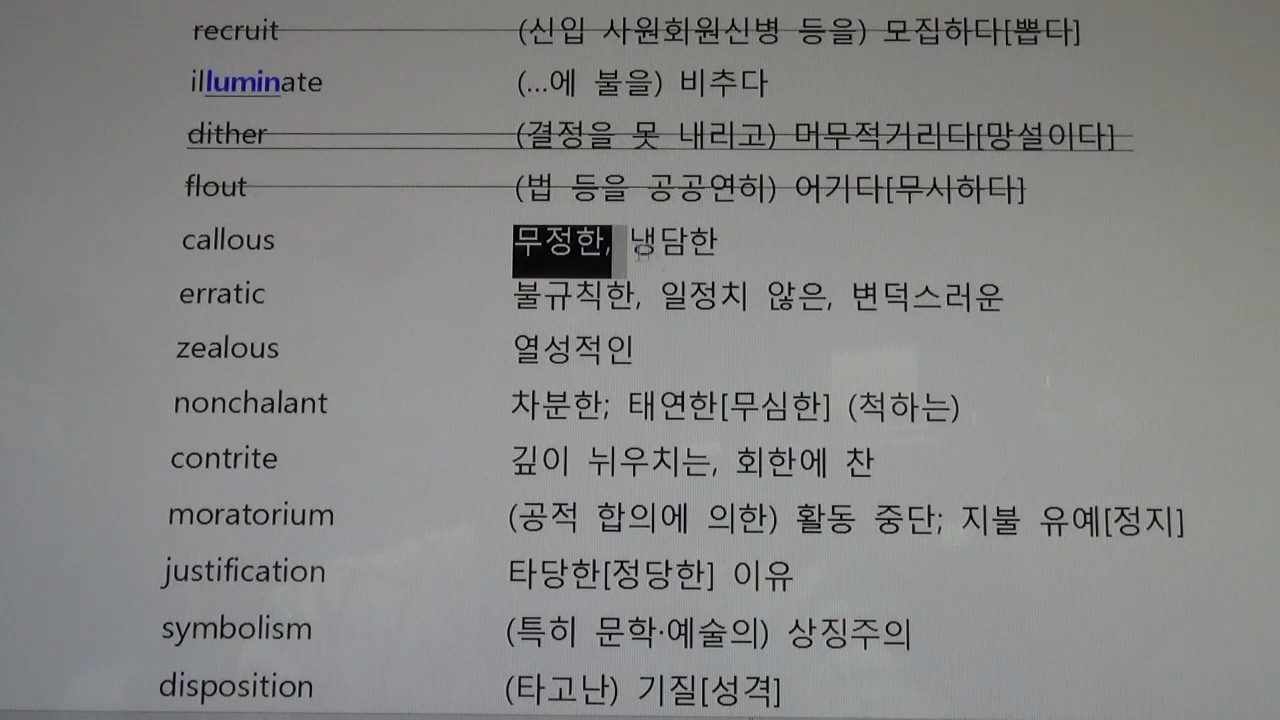 recruit (신입 사원회원신병 등을) 모집하다[뽑다]
illuminate (...에 불을) 비추다
dither (결정을 못 내리고) 머무적거리다[망설이다]
flout (법 등을 공공연히) 어기다[무시하다]
callous 무정한, 냉담한
erratic 불규칙한, 일정치 않은, 변덕스러운
zealous 열성적인
nonchalant 차분한; 태연한[무심한] (척하는)
contrite 깊이 뉘우치는, 회한에 찬
moratorium (공적 합의에 의한) 활동 중단; 지불 유예[정지]
justification 타당한[정당한] 이유
symbolism (특히 문학·예술의) 상징주의
disposition (타고난) 기질[성격]